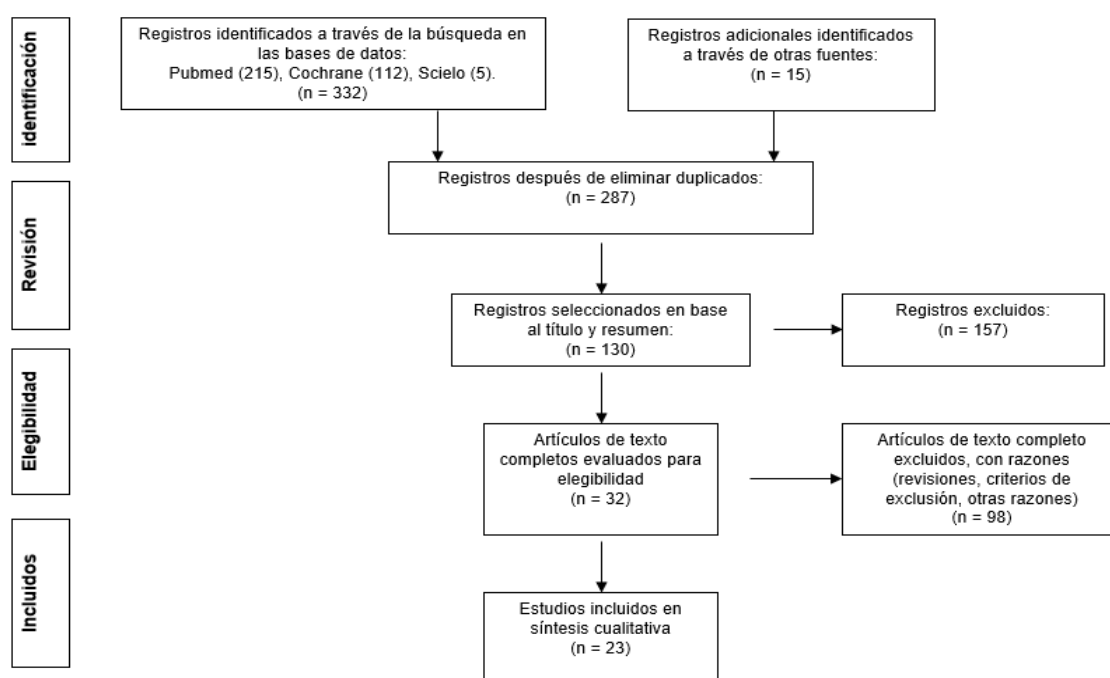 identificación
Registros identificados a través de la búsqueda en
las bases de datos:
Pubmed (215), Cochrane (112), Scielo (5).
(n = 332)
Registros adicionales identificados
a través de otras fuentes:
(n = 15)
Revisión
Registros después de eliminar duplicados:
(n = 287)
Registros seleccionados en base
al título y resumen:
(n = 130)
Registros excluidos:
(n = 157)
Elegibilidad
Artículos de texto
completos evaluados para
elegibilidad
(n = 32)
Artículos de texto completo
excluidos, con razones
(revisiones, criterios de
exclusión, otras razones)
(n = 98)
Incluidos
Estudios incluidos en
síntesis cualitativa
(n = 23)